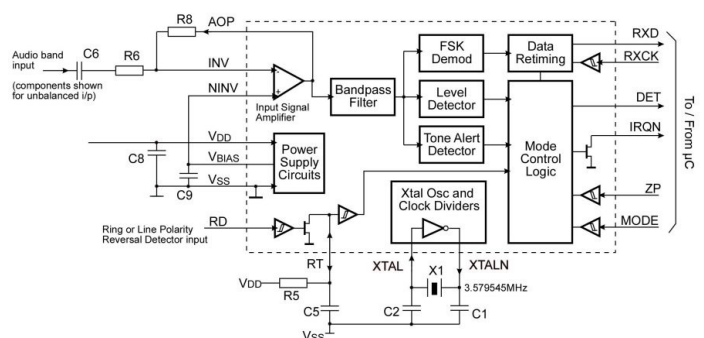 R8
AOP
Audio band
input
C6
R6
INV
(components shown
for unbalanced i/p)
NINV
-
+
Input Signal
Amplifier
Bandpass
Filter
FSK
Demod
Data
Retiming
RXD
RXCK
Level
Detector
DET
Tone Alert
Detector
IRQN
Mode
Control
Logic
To / From µC
VDD
C8
VBIAS
C9
VSS
Power
Supply
Circuits
ZP
MODE
Xtal Osc and
Clock Dividers
RD
Ring or Line Polarity
Reversal Detector input
RT
XTAL
XTALN
X1
3.579545MHz
VDD
R5
C5
C2
C1
VSS